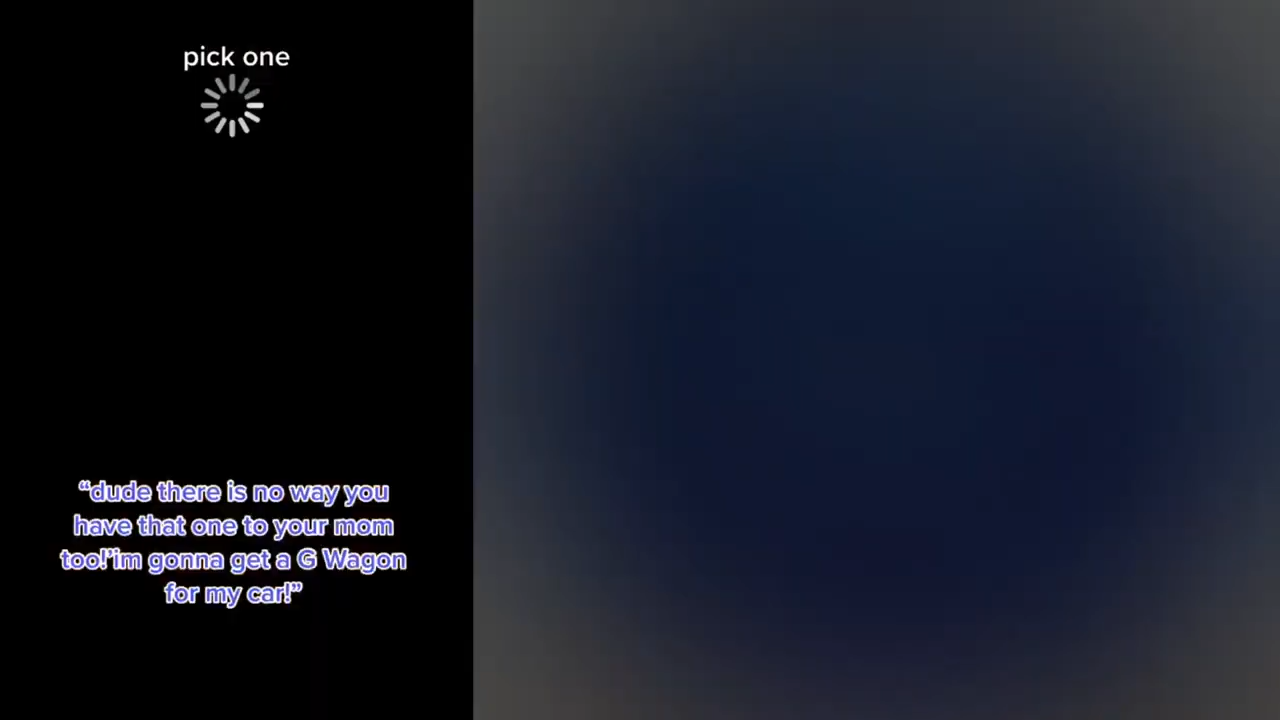 pick one
“dude there is no way you
have that one to your mom
too!”im gonna get a G Wagon
for my car!”